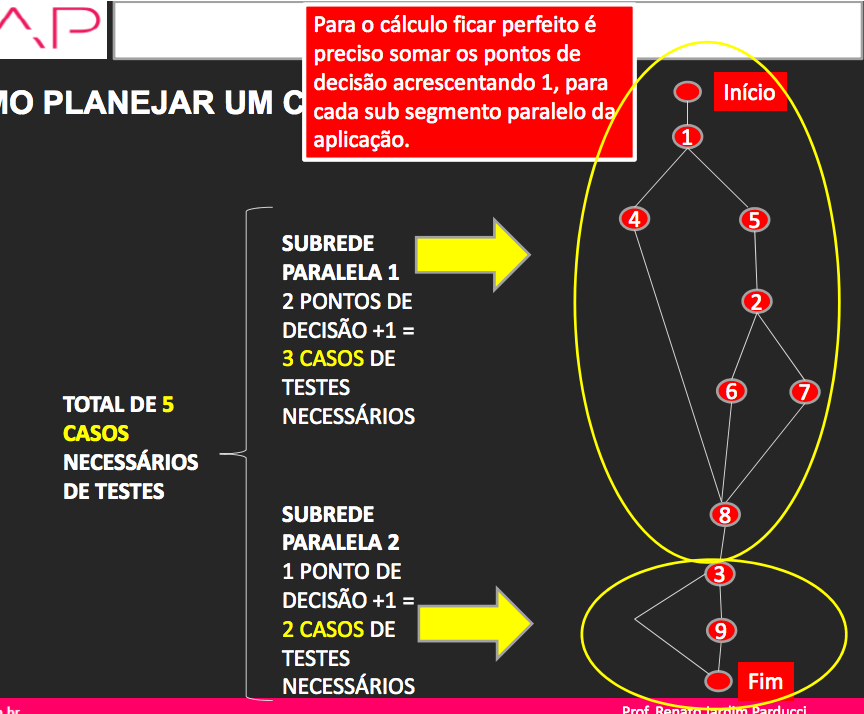 AP
Para o cálculo ficar perfeito é
preciso somar os pontos de
decisão acrescentando 1, para
cada sub segmento paralelo da
aplicação.
MO PLANEJAR UM C
Início
1
4
5
2
6
7
8
3
9
Fim
SUBREDE
PARALELA 1
2 PONTOS DE
DECISÃO +1 =
3 CASOS DE
TESTES
NECESSÁRIOS
TOTAL DE 5
CASOS
NECESSÁRIOS
DE TESTES
SUBREDE
PARALELA 2
1 PONTO DE
DECISÃO +1 =
2 CASOS DE
TESTES
NECESSÁRIOS
Prof. Renato Jardim Parducci